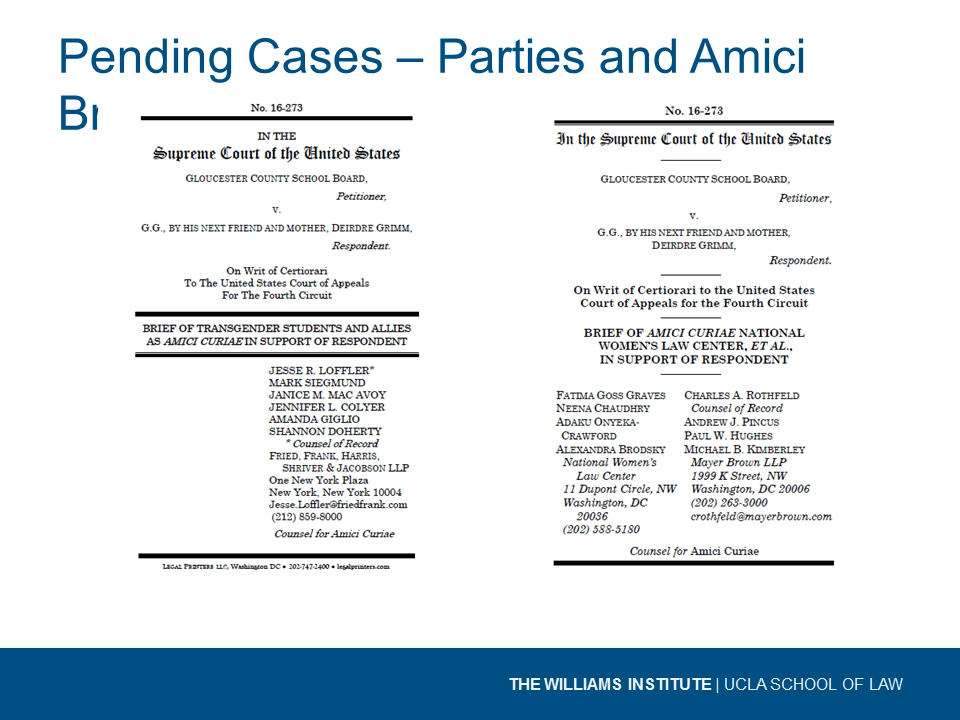 Pending Cases – Parties and Amici
Br
No. 16-273
IN THE
Supreme Court of the United States
GLOUCESTER COUNTY SCHOOL BOARD,
Petitioner,
v.
G.G., BY HIS NEXT FRIEND AND MOTHER, DEIRDRE GRIMM,
Respondent.
On Writ of Certiorari
To The United States Court of Appeals
For The Fourth Circuit
BRIEF OF TRANSGENDER STUDENTS AND ALLIES
AS AMICI CURIAE IN SUPPORT OF RESPONDENT
JESSE R. LOFFLER*
MARK SIEGMUND
JANICE M. MAC AVOY
JENNIFER L. COLYER
AMANDA GIGLIO
SHANNON DOHERTY
* Counsel of Record
FRIED, FRANK, HARRIS,
SHRIVER & JACOBSON LLP
One New York Plaza
New York, New York 10004
Jesse.Loffler@friedfrank.com
(212) 859-8000
Counsel for Amici Curiae
LEGAL PRINTERS LLC, Washington DC ● 202-747-2400 ● legalprinters.com
No. 16-273
In the Supreme Court of the United States
GLOUCESTER COUNTY SCHOOL BOARD,
Petitioner,
v.
G.G., BY HIS NEXT FRIEND AND MOTHER,
DEIRDRE GRIMM,
Respondent.
On Writ of Certiorari to the United States
Court of Appeals for the Fourth Circuit
BRIEF OF AMICI CURIAE NATIONAL
WOMEN'S LAW CENTER, ET AL.,
IN SUPPORT OF RESPONDENT
FATIMA GOSS GRAVES
NEENA CHAUDHRY
ADAKU ONYEKA-
CRAWFORD
ALEXANDRA BRODSKY
National Women's
Law Center
11 Dupont Circle, NW
Washington, DC
20036
(202) 588-5180
CHARLES A. ROTHFELD
Counsel of Record
ANDREW J. PINCUS
PAUL W. HUGHES
MICHAEL B. KIMBERLEY
Mayer Brown LLP
1999 K Street, NW
Washington, DC 20006
(202) 263-3000
crothfeld@mayerbrown.com
Counsel for Amici Curiae
THE WILLIAMS INSTITUTE | UCLA SCHOOL OF LAW